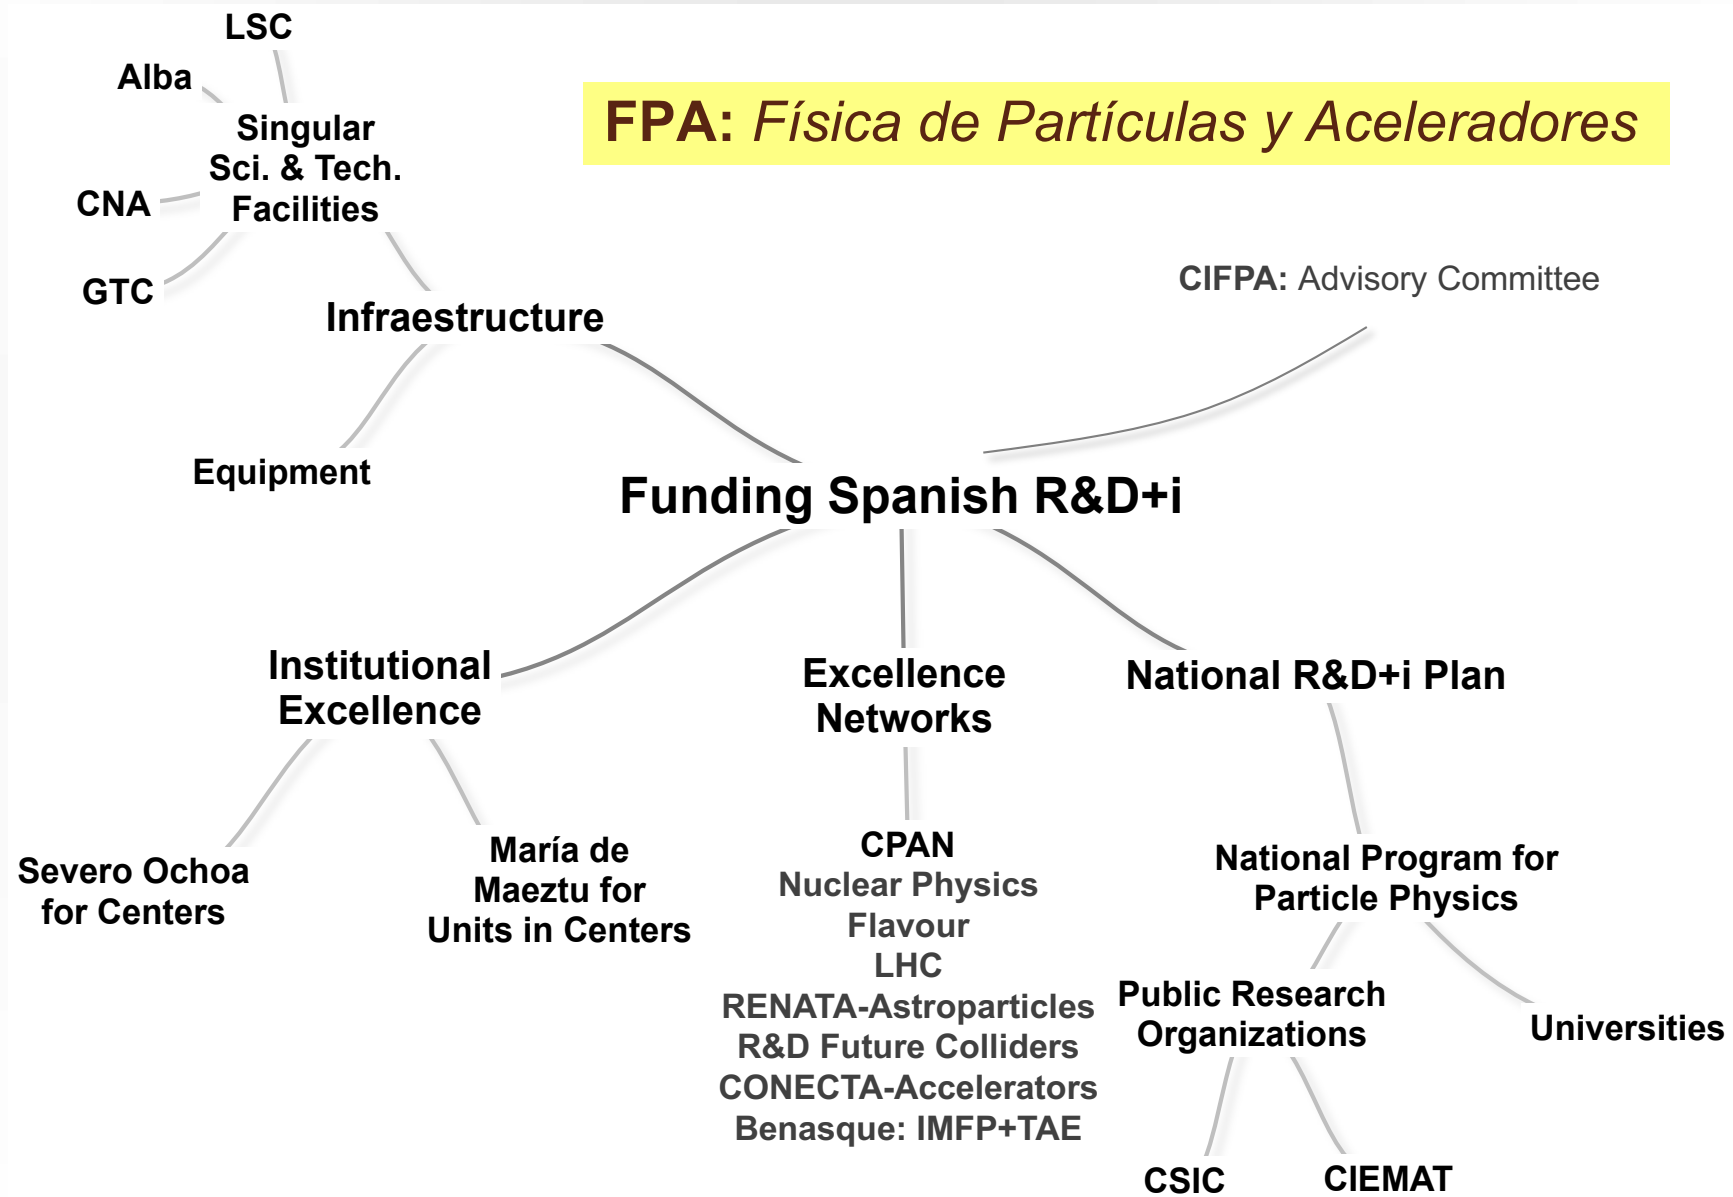 LSC
Alba
FPA: Física de Partículas y Aceleradores
Singular
Sci. & Tech.
Facilities
CNA
GTC
CIFPA: Advisory Committee
Infraestructure
Equipment
Funding Spanish R&D+i
Institutional
Excellence
Excellence
Networks
National R&D+i Plan
Severo Ochoa
for Centers
María de
Maeztu for
Units in Centers
CPAN
Nuclear Physics
Flavour
LHC
RENATA-Astroparticles
R&D Future Colliders
CONECTA-Accelerators
Benasque: IMFP+TAE
National Program for
Particle Physics
Public Research
Organizations
Universities
CSIC
CIEMAT